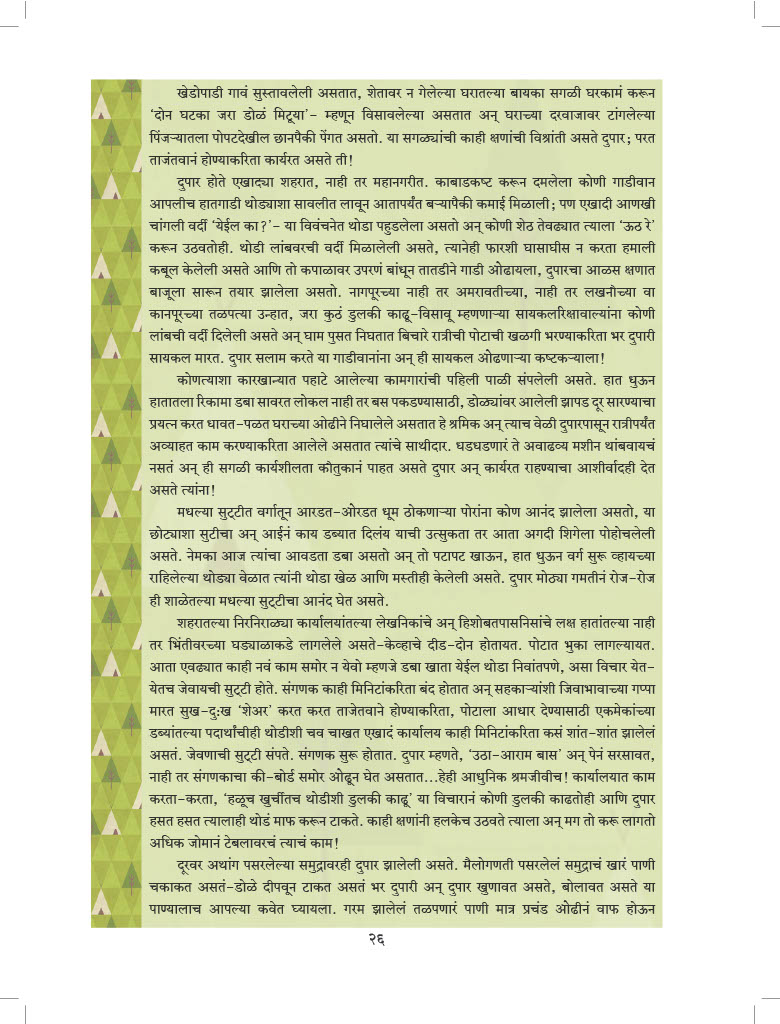 खेडोपाडी गावं सुस्तावलेली असतात, शेतावर न गेलेल्या घरातल्या बायका सगळी घरकामं करून
‘दोन घटका जरा डोळं मिटूया’- म्हणून विसावलेल्या असतात अन् घराच्या दरवाजावर टांगलेल्या
पिंजऱ्यातला पोपटदेखील छानपैकी पेंगत असतो. या सगळ्यांची काही क्षणांची विश्रांती असते दुपार; परत
ताजंतवानं होण्याकरिता कार्यरत असते ती!
दुपार होते एखाद्या शहरात, नाही तर महानगरीत. काबाडकष्ट करून दमलेला कोणी गाडीवान
आपलीच हातगाडी थोड्याशा सावलीत लावून आतापर्यंत बऱ्यापैकी कमाई मिळाली; पण एखादी आणखी
चांगली वर्दी ‘येईल का?’- या विवंचनेत थोडा पहुडलेला असतो अन् कोणी शेठ तेवढ्यात त्याला ‘ऊठ रे’
करून उठवतोही. थोडी लांबवरची वर्दी मिळालेली असते, त्यानेही फारशी घासाघीस न करता हमाली
कबूल केलेली असते आणि तो कपाळावर उपरणं बांधून तातडीने गाडी ओढायला, दुपारचा आळस क्षणात
बाजूला सारून तयार झालेला असतो. नागपूरच्या नाही तर अमरावतीच्या, नाही तर लखनौच्या वा
कानपूरच्या तळपत्या उन्हात, जरा कुठं डुलकी काढू-विसावू म्हणणाऱ्या सायकलरिक्षावाल्यांना कोणी
लांबची वर्दी दिलेली असते अन् घाम पुसत निघतात बिचारे रात्रीची पोटाची खळगी भरण्याकरिता भर दुपारी
सायकल मारत. दुपार सलाम करते या गाडीवानांना अन् ही सायकल ओढणाऱ्या कष्टकऱ्याला!
कोणत्याशा कारखान्यात पहाटे आलेल्या कामगारांची पहिली पाळी संपलेली असते. हात धुऊन
हातातला रिकामा डबा सावरत लोकल नाही तर बस पकडण्यासाठी, डोळ्यांवर आलेली झापड दूर सारण्याचा
प्रयत्न करत धावत-पळत घराच्या ओढीने निघालेले असतात हे श्रमिक अन् त्याच वेळी दुपारपासून रात्रीपर्यंत
अव्याहत काम करण्याकरिता आलेले असतात त्यांचे साथीदार. धडधडणारं ते अवाढव्य मशीन थांबवायचं
नसतं अन् ही सगळी कार्यशीलता कौतुकानं पाहत असते दुपार अन् कार्यरत राहण्याचा आशीर्वादही देत
असते त्यांना!
मधल्या सुट्टीत वर्गातून आरडत-ओरडत धूम ठोकणाऱ्या पोरांना कोण आनंद झालेला असतो, या
छोट्याशा सुटीचा अन् आईनं काय डब्यात दिलंय याची उत्सुकता तर आता अगदी शिगेला पोहोचलेली
असते. नेमका आज त्यांचा आवडता डबा असतो अन् तो पटापट खाऊन, हात धुऊन वर्ग सुरू व्हायच्या
राहिलेल्या थोड्या वेळात त्यांनी थोडा खेळ आणि मस्तीही केलेली असते. दुपार मोठ्या गमतीनं रोज-रोज
ही शाळेतल्या मधल्या सुट्टीचा आनंद घेत असते.
शहरातल्या निरनिराळ्या कार्यालयांतल्या लेखनिकांचे अन् हिशोबतपासनिसांचे लक्ष हातांतल्या नाही
तर भिंतीवरच्या घड्याळाकडे लागलेले असते-केव्हाचे दीड-दोन होतायत. पोटात भुका लागल्यायत.
आता एवढ्यात काही नवं काम समोर न येवो म्हणजे डबा खाता येईल थोडा निवांतपणे, असा विचार येत-
येतच जेवायची सुट्टी होते. संगणक काही मिनिटांकरिता बंद होतात अन् सहकाऱ्यांशी जिवाभावाच्या गप्पा
मारत सुख-दुःख ‘शेअर’ करत करत ताजेतवाने होण्याकरिता, पोटाला आधार देण्यासाठी एकमेकांच्या
डब्यांतल्या पदार्थांचीही थोडीशी चव चाखत एखादं कार्यालय काही मिनिटांकरिता कसं शांत-शांत झालेलं
असतं. जेवणाची सुट्टी संपते. संगणक सुरू होतात. दुपार म्हणते, ‘उठा-आराम बास’ अन् पेनं सरसावत,
नाही तर संगणकाचा की-बोर्ड समोर ओढून घेत असतात...हेही आधुनिक श्रमजीवीच! कार्यालयात काम
करता-करता, ‘हळूच खुर्चीतच थोडीशी डुलकी काढू’ या विचारानं कोणी डुलकी काढतोही आणि दुपार
हसत हसत त्यालाही थोडं माफ करून टाकते. काही क्षणांनी हलकेच उठवते त्याला अन् मग तो करू लागतो
अधिक जोमानं टेबलावरचं त्याचं काम!
दूरवर अथांग पसरलेल्या समुद्रावरही दुपार झालेली असते. मैलोगणती पसरलेलं समुद्राचं खारं पाणी
चकाकत असतं-डोळे दीपवून टाकत असतं भर दुपारी अन् दुपार खुणावत असते, बोलावत असते या
पाण्यालाच आपल्या कवेत घ्यायला. गरम झालेलं तळपणारं पाणी मात्र प्रचंड ओढीनं वाफ होऊन
२६